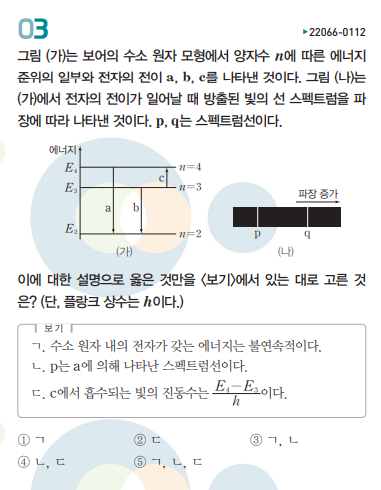 03
▶22066-0112
그림 (가)는 보어의 수소 원자 모형에서 양자수 n에 따른 에너지
준위의 일부와 전자의 전이 a, b, c를 나타낸 것이다. 그림 (나)는
(가)에서 전자의 전이가 일어날 때 방출된 빛의 선 스펙트럼을 파
장에 따라 나타낸 것이다. p, q는 스펙트럼선이다.
에너지
E₄ n=4
c
E₃ n=3
a b
E₂ n=2
(가)
파장 증가
p q
(나)
이에 대한 설명으로 옳은 것만을 〈보기〉에서 있는 대로 고른 것
은? (단, 플랑크 상수는 h이다.)
보기
ㄱ. 수소 원자 내의 전자가 갖는 에너지는 불연속적이다.
ㄴ. p는 a에 의해 나타난 스펙트럼선이다.
ㄷ. c에서 흡수되는 빛의 진동수는 (E₄−E₃)/h이다.
① ㄱ ② ㄷ ③ ㄱ, ㄴ
④ ㄴ, ㄷ ⑤ ㄱ, ㄴ, ㄷ